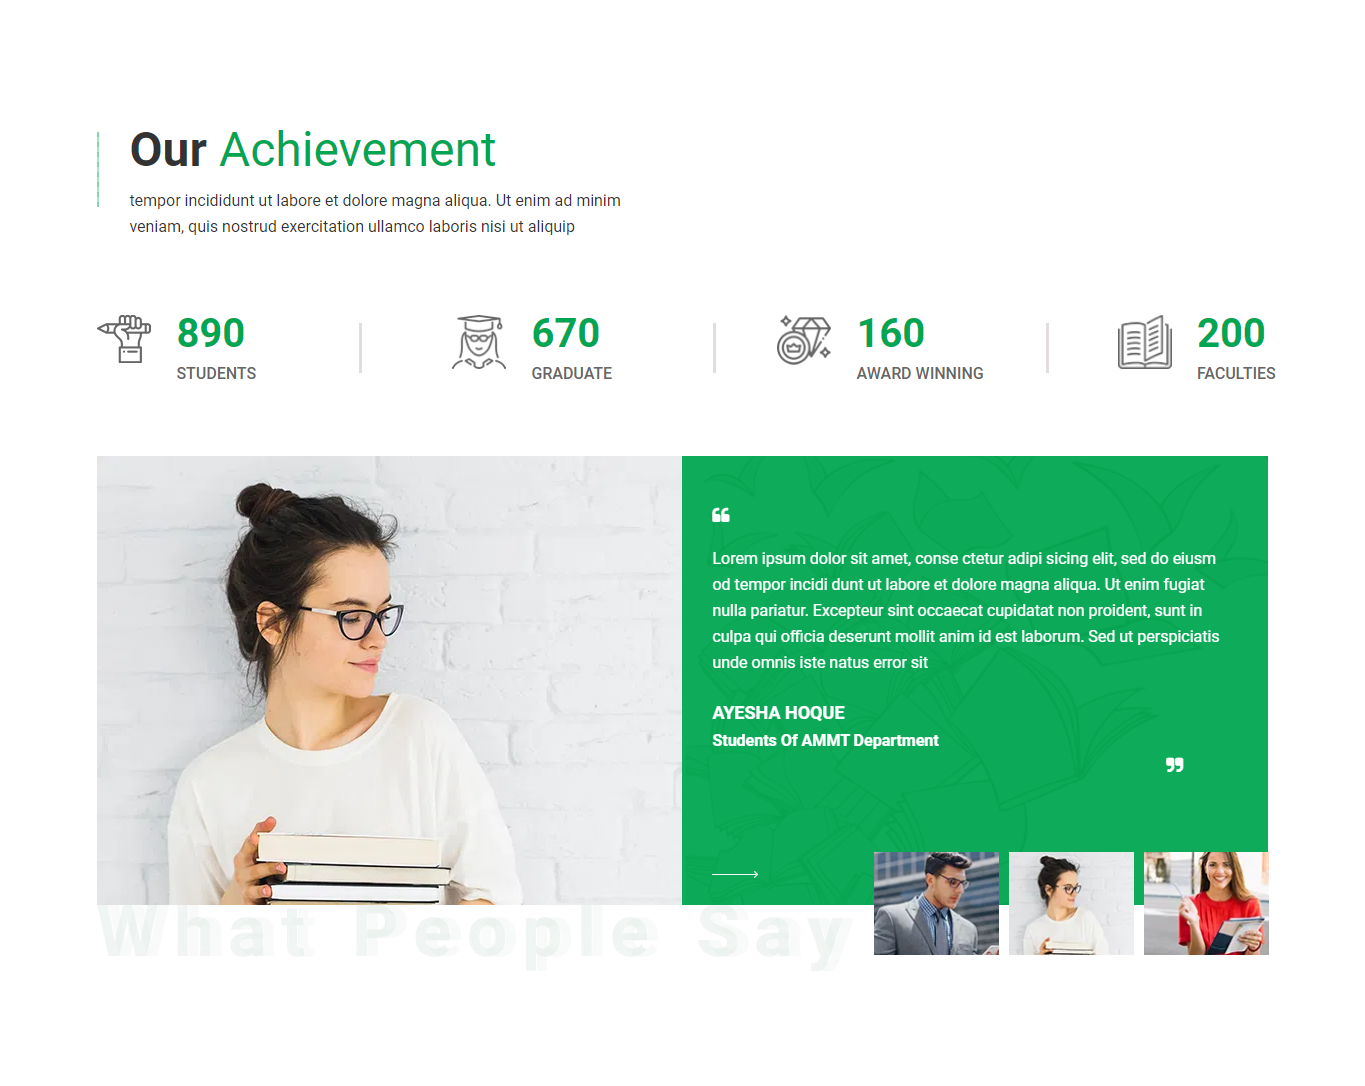 Our Achievement
tempor incididunt ut labore et dolore magna aliqua. Ut enim ad minim
veniam, quis nostrud exercitation ullamco laboris nisi ut aliquip
890
STUDENTS
670
GRADUATE
160
AWARD WINNING
200
FACULTIES
“
Lorem ipsum dolor sit amet, conse ctetur adipi sicing elit, sed do eiusm
od tempor incidi dunt ut labore et dolore magna aliqua. Ut enim fugiat
nulla pariatur. Excepteur sint occaecat cupidatat non proident, sunt in
culpa qui officia deserunt mollit anim id est laborum. Sed ut perspiciatis
unde omnis iste natus error sit
AYESHA HOQUE
Students Of AMMT Department
”
What People Say